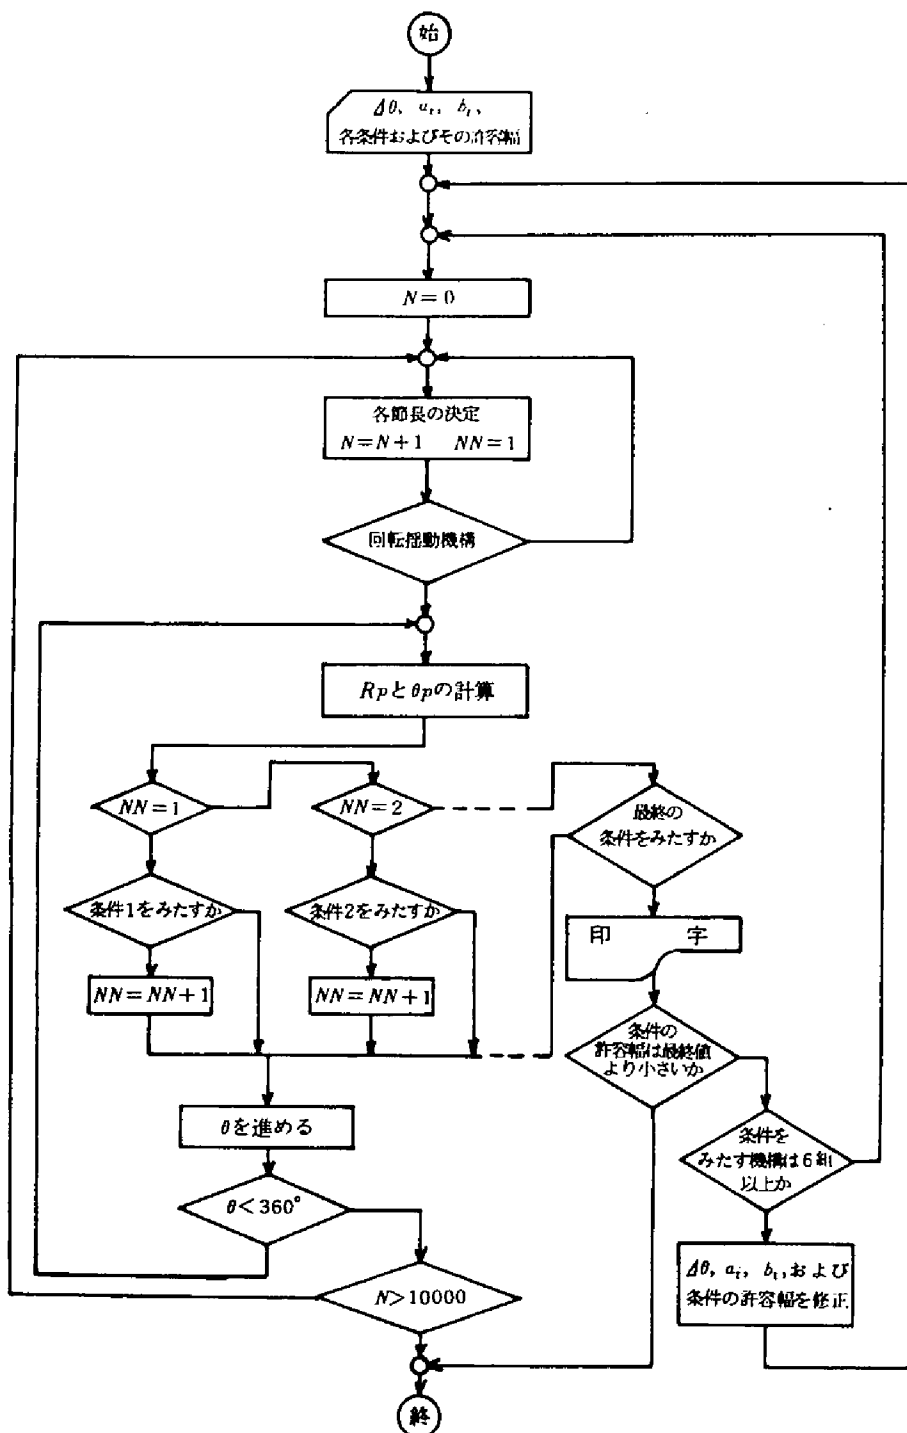 始
Δθ, a_i, b_i,
各条件およびその許容幅
N=0
各節長の決定
N=N+1 NN=1
回転揺動機構
Rpとθpの計算
NN=1
NN=2
最終の
条件をみたすか
条件1をみたすか
条件2をみたすか
印 字
NN=NN+1
NN=NN+1
条件の
許容幅は最終値
より小さいか
θを進める
条件を
みたす機構は6組
以上か
θ<360°
Δθ, a_i, b_i,および
条件の許容幅を修正
N>10000
終